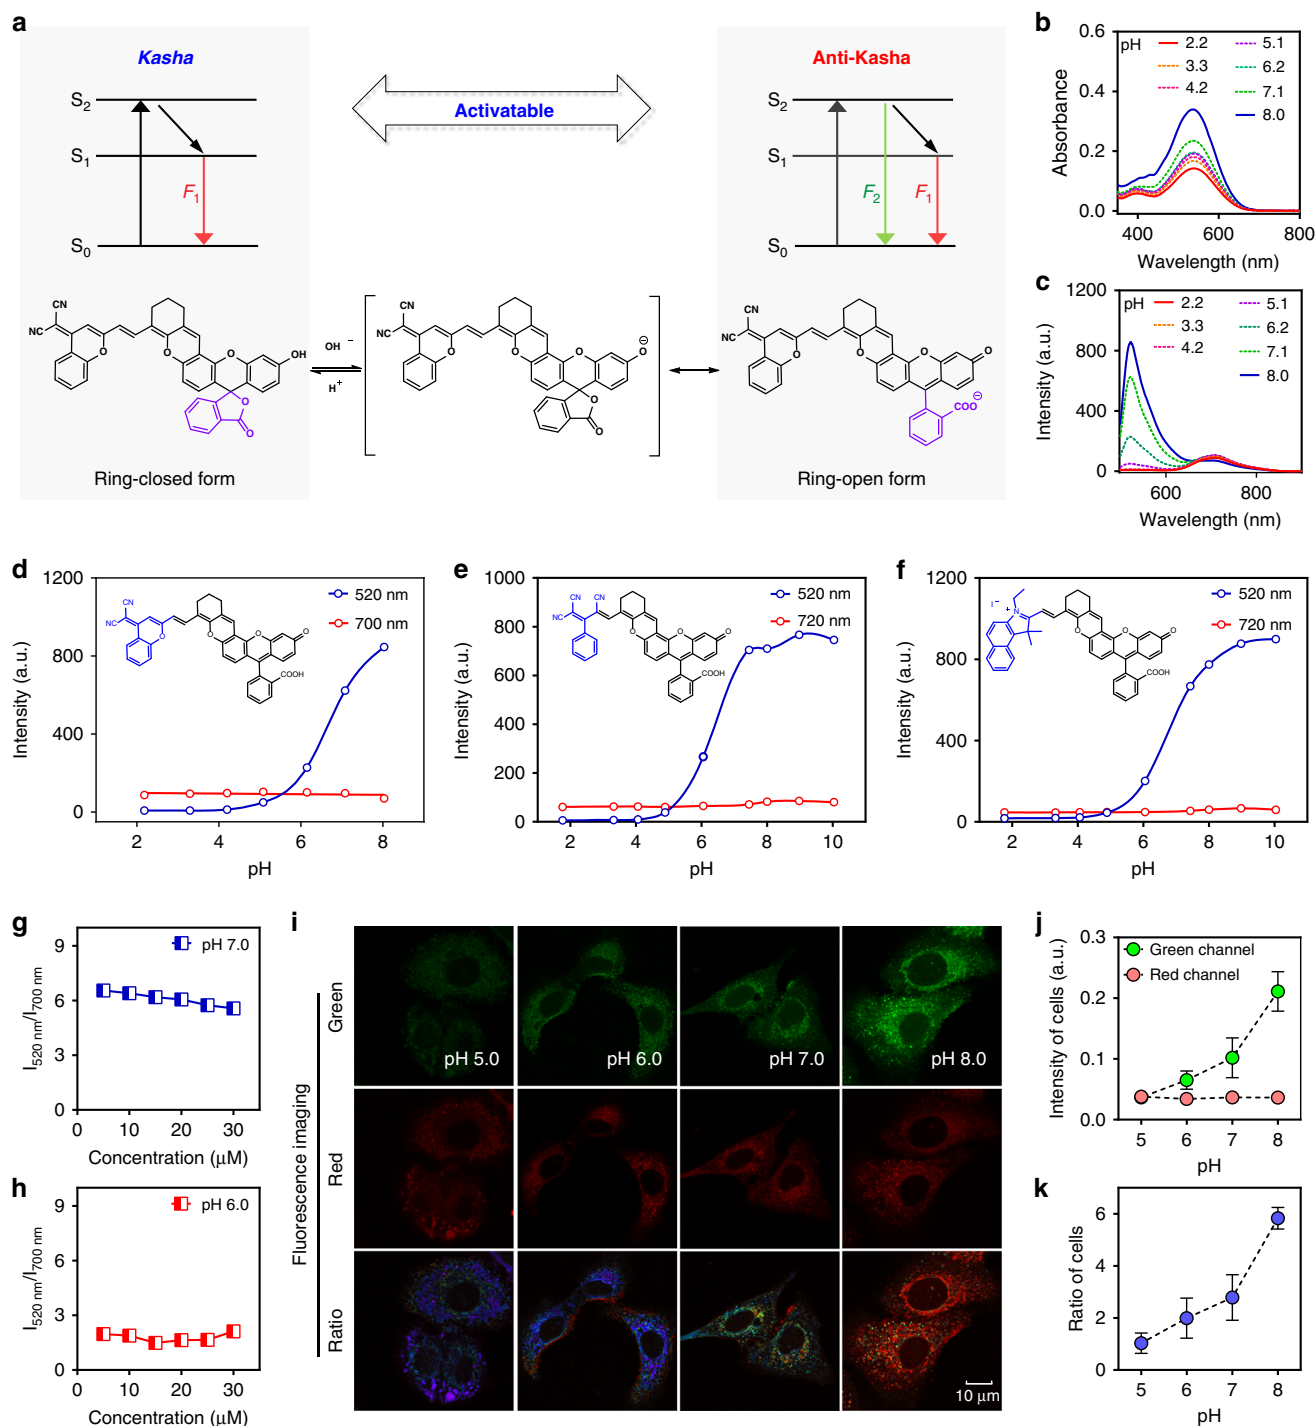 a
Kasha
Anti-Kasha
Activatable
S2
S1
S0
F1
S2
S1
S0
F2
F1
CN
NC
O
O
O
OH
O
O
OH −
H+
CN
NC
O
O
O
O ⊖
O
O
CN
NC
O
O
O
O
COO ⊖
Ring-closed form
Ring-open form
b
pH
2.2
3.3
4.2
5.1
6.2
7.1
8.0
Absorbance
0.6
0.4
0.2
0.0
400 600 800
Wavelength (nm)
c
pH
2.2
3.3
4.2
5.1
6.2
7.1
8.0
Intensity (a.u.)
1200
800
400
0
600 800
Wavelength (nm)
d
520 nm
700 nm
Intensity (a.u.)
1200
800
400
0
2 4 6 8
pH
CN
NC
O
O
O
O
COOH
e
520 nm
720 nm
Intensity (a.u.)
1000
800
600
400
200
0
2 4 6 8 10
pH
CN
NC
CN
O
O
O
COOH
f
520 nm
720 nm
Intensity (a.u.)
1200
800
400
0
2 4 6 8 10
pH
I−
N
+
O
O
O
COOH
g
pH 7.0
I520 nm/I700 nm
9
6
3
0
0 10 20 30
Concentration (μM)
h
pH 6.0
I520 nm/I700 nm
9
6
3
0
0 10 20 30
Concentration (μM)
i
Fluorescence imaging
Green
Red
Ratio
pH 5.0
pH 6.0
pH 7.0
pH 8.0
10 μm
j
Green channel
Red channel
Intensity of cells (a.u.)
0.3
0.2
0.1
0.0
5 6 7 8
pH
k
Ratio of cells
6
4
2
0
5 6 7 8
pH